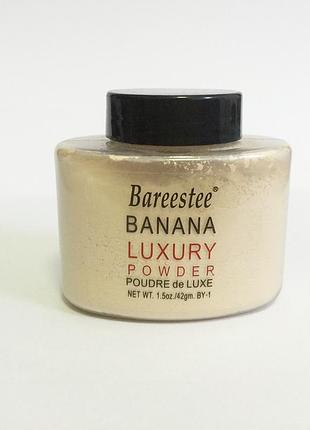 Bareestee®
BANANA
LUXURY
POWDER
POUDRE de LUXE
NET WT. 1.5oz./42gm. BY-1